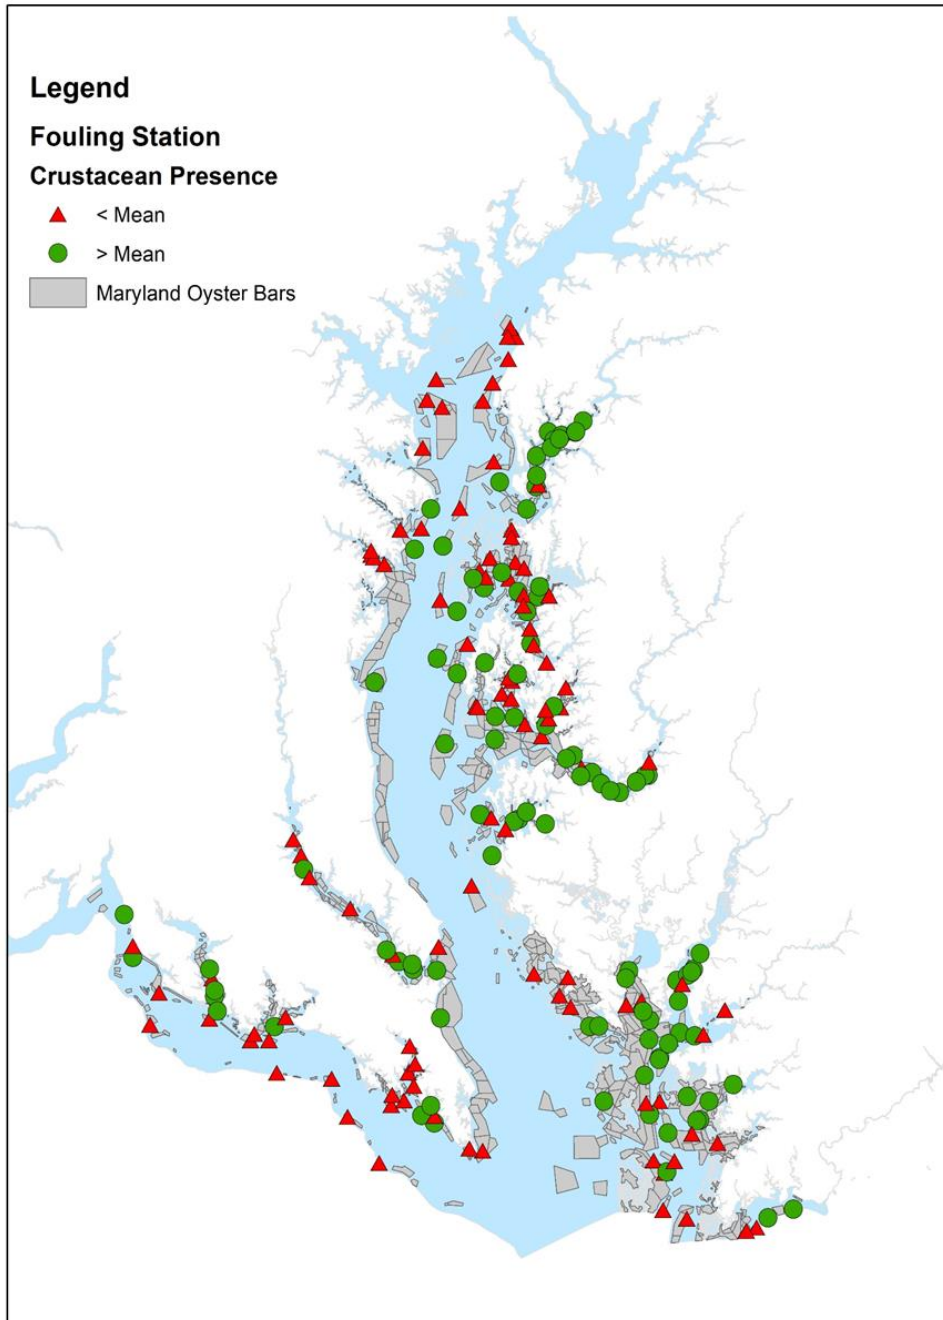 Legend
Fouling Station
Crustacean Presence
< Mean
> Mean
Maryland Oyster Bars